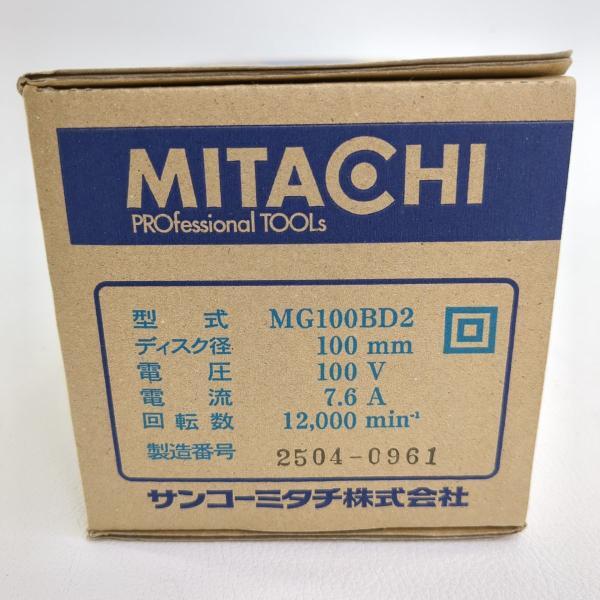 MITACHI
PROfessional TOOLs
型 式 MG100BD2
ディスク径 100 mm
電 圧 100 V
電 流 7.6 A
回 転 数 12,000 min⁻¹
製造番号 2504-0961
サンコーミタチ株式会社